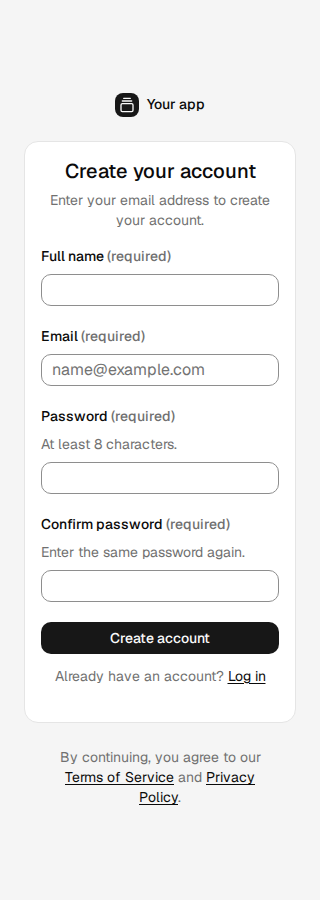 Your app
Create your account
Enter your email address to create
your account.
Full name (required)
Email (required)
name@example.com
Password (required)
At least 8 characters.
Confirm password (required)
Enter the same password again.
Create account
Already have an account? Log in
By continuing, you agree to our
Terms of Service and Privacy
Policy.